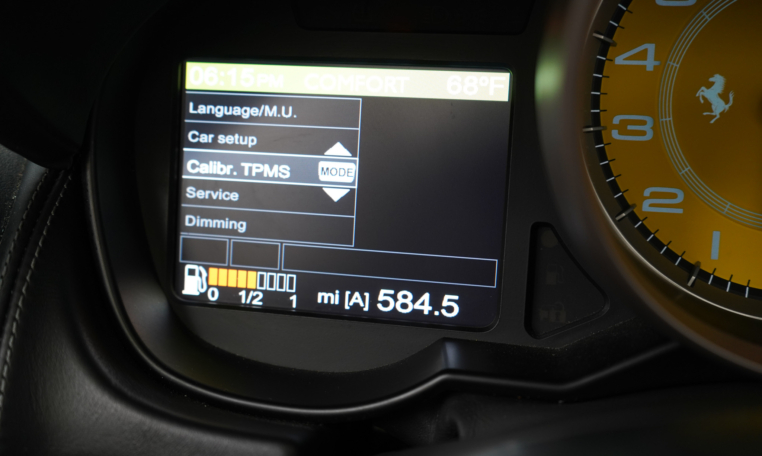 06:15PM COMFORT 68°F
Language/M.U.
Car setup
Calibr. TPMS MODE
Service
Dimming
0 1/2 1
mi [A] 584.5
4
3
2
1